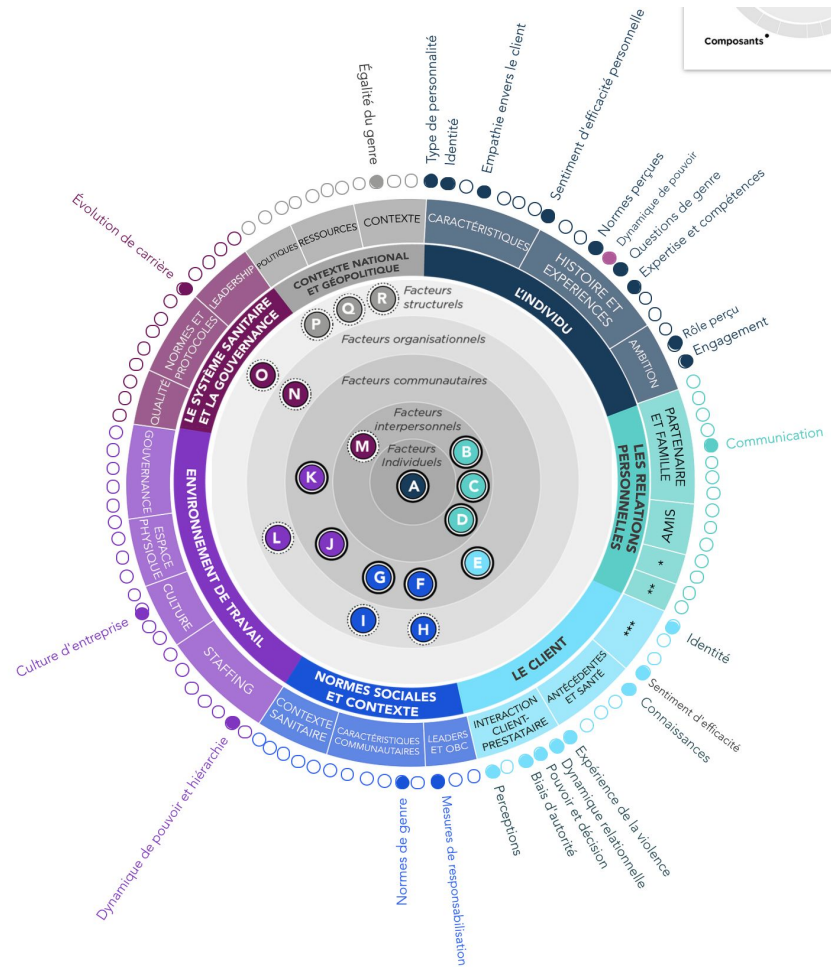 Composants
Égalité du genre
Type de personnalité
Identité
Empathie envers le client
Sentiment d'efficacité personnelle
Normes perçues
Dynamique de pouvoir
Questions de genre
Expertise et compétences
Rôle perçu
Engagement
Communication
Identité
Sentiment d'efficacité
Connaissances
Expérience de la violence
Dynamique relationnelle
Pouvoir et décision
Biais d'autorité
Perceptions
Mesures de responsabilisation
Normes de genre
Dynamique de pouvoir et hiérarchie
Culture d'entreprise
Évolution de carrière
POLITIQUES
RESSOURCES
CONTEXTE
CARACTÉRISTIQUES
HISTOIRE ET
EXPERIENCES
AMBITION
PARTENAIRE
ET FAMILLE
AMIS
*
**
***
ANTÉCÉDENTES
ET SANTÉ
INTERACTION
CLIENT-
PRESTATAIRE
LEADERS
ET OBC
CARACTÉRISTIQUES
COMMUNAUTAIRES
CONTEXTE
SANITAIRE
STAFFING
CULTURE
ESPACE
PHYSIQUE
GOUVERNANCE
QUALITÉ
NORMES ET
PROTOCOLES
LEADERSHIP
CONTEXTE NATIONAL
ET GÉOPOLITIQUE
L'INDIVIDU
LES RELATIONS
PERSONNELLES
LE CLIENT
NORMES SOCIALES
ET CONTEXTE
ENVIRONNEMENT DE TRAVAIL
LE SYSTÈME SANITAIRE
ET LA GOUVERNANCE
Facteurs
structurels
Facteurs organisationnels
Facteurs communautaires
Facteurs
interpersonnels
Facteurs
Individuels
R
Q
P
O
N
M
B
K
A
C
D
L
J
E
G
F
I
H